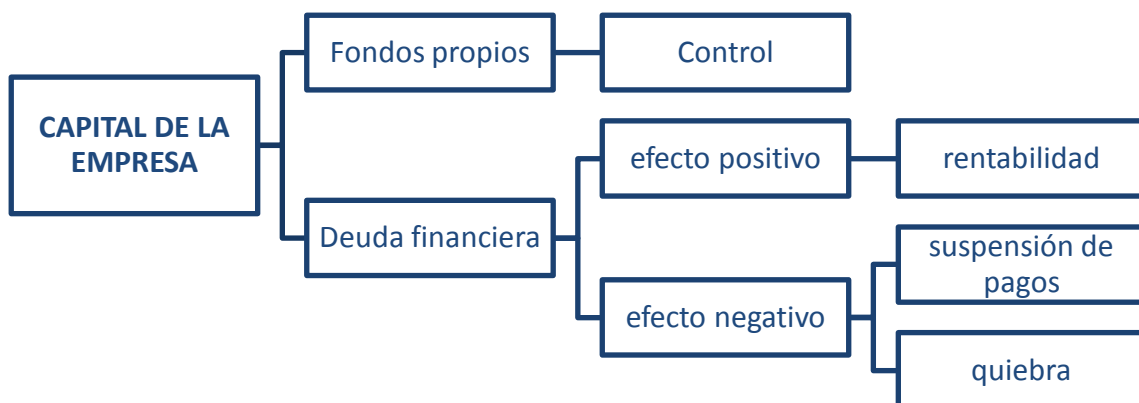 Fondos propios
Control
CAPITAL DE LA
EMPRESA
efecto positivo
rentabilidad
Deuda financiera
suspensión de
pagos
efecto negativo
quiebra